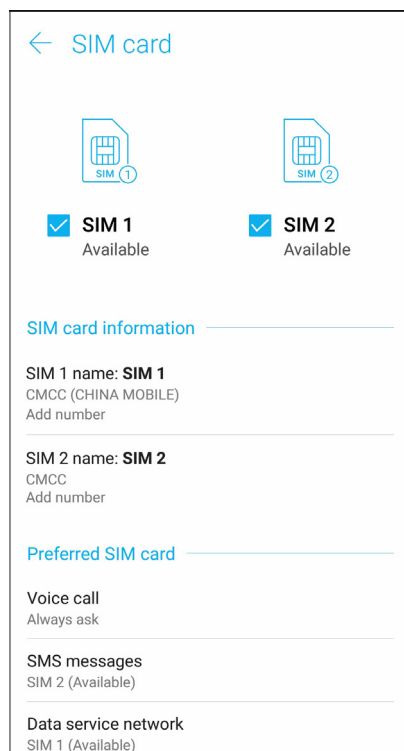 SIM card
SIM 1
SIM 2
SIM 1
SIM 2
Available
Available
SIM card information
SIM 1 name: SIM 1
CMCC (CHINA MOBILE)
Add number
SIM 2 name: SIM 2
CMCC
Add number
Preferred SIM card
Voice call
Always ask
SMS messages
SIM 2 (Available)
Data service network
SIM 1 (Available)